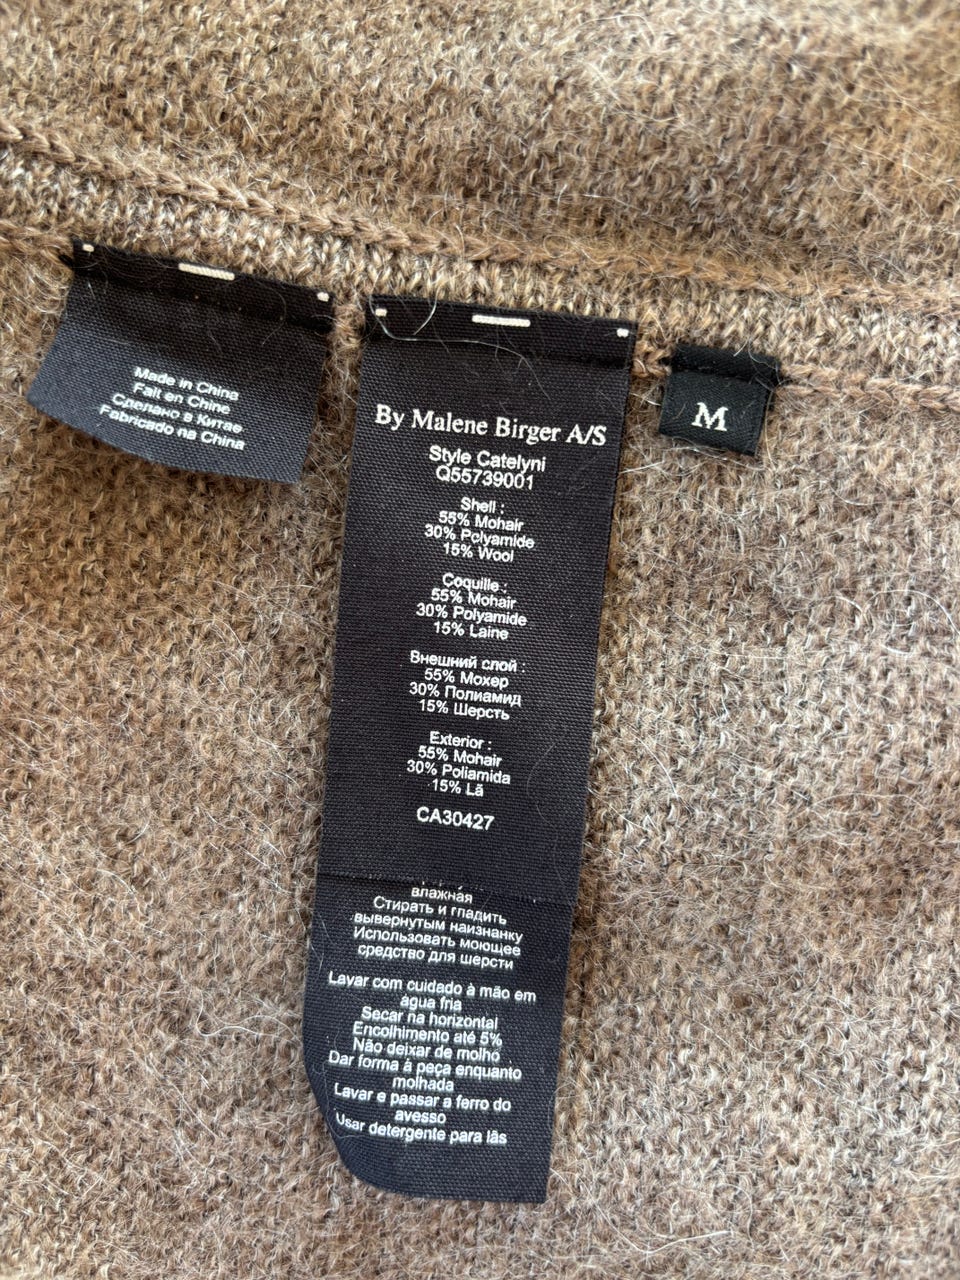 Made in China
Fait en Chine
Сделано в Китае
Fabricado na China
By Malene Birger A/S
Style Catelyni
Q55739001
Shell :
55% Mohair
30% Polyamide
15% Wool
Coquille :
55% Mohair
30% Polyamide
15% Laine
Внешний слой :
55% Мохер
30% Полиамид
15% Шерсть
Exterior :
55% Mohair
30% Poliamida
15% Lã
CA30427
влажная
Стирать и гладить
вывернутым наизнанку
Использовать моющее
средство для шерсти
Lavar com cuidado à mão em
água fria
Secar na horizontal
Encolhimento até 5%
Não deixar de molho
Dar forma à peça enquanto
molhada
Lavar e passar a ferro do
avesso
Usar detergente para lãs
M